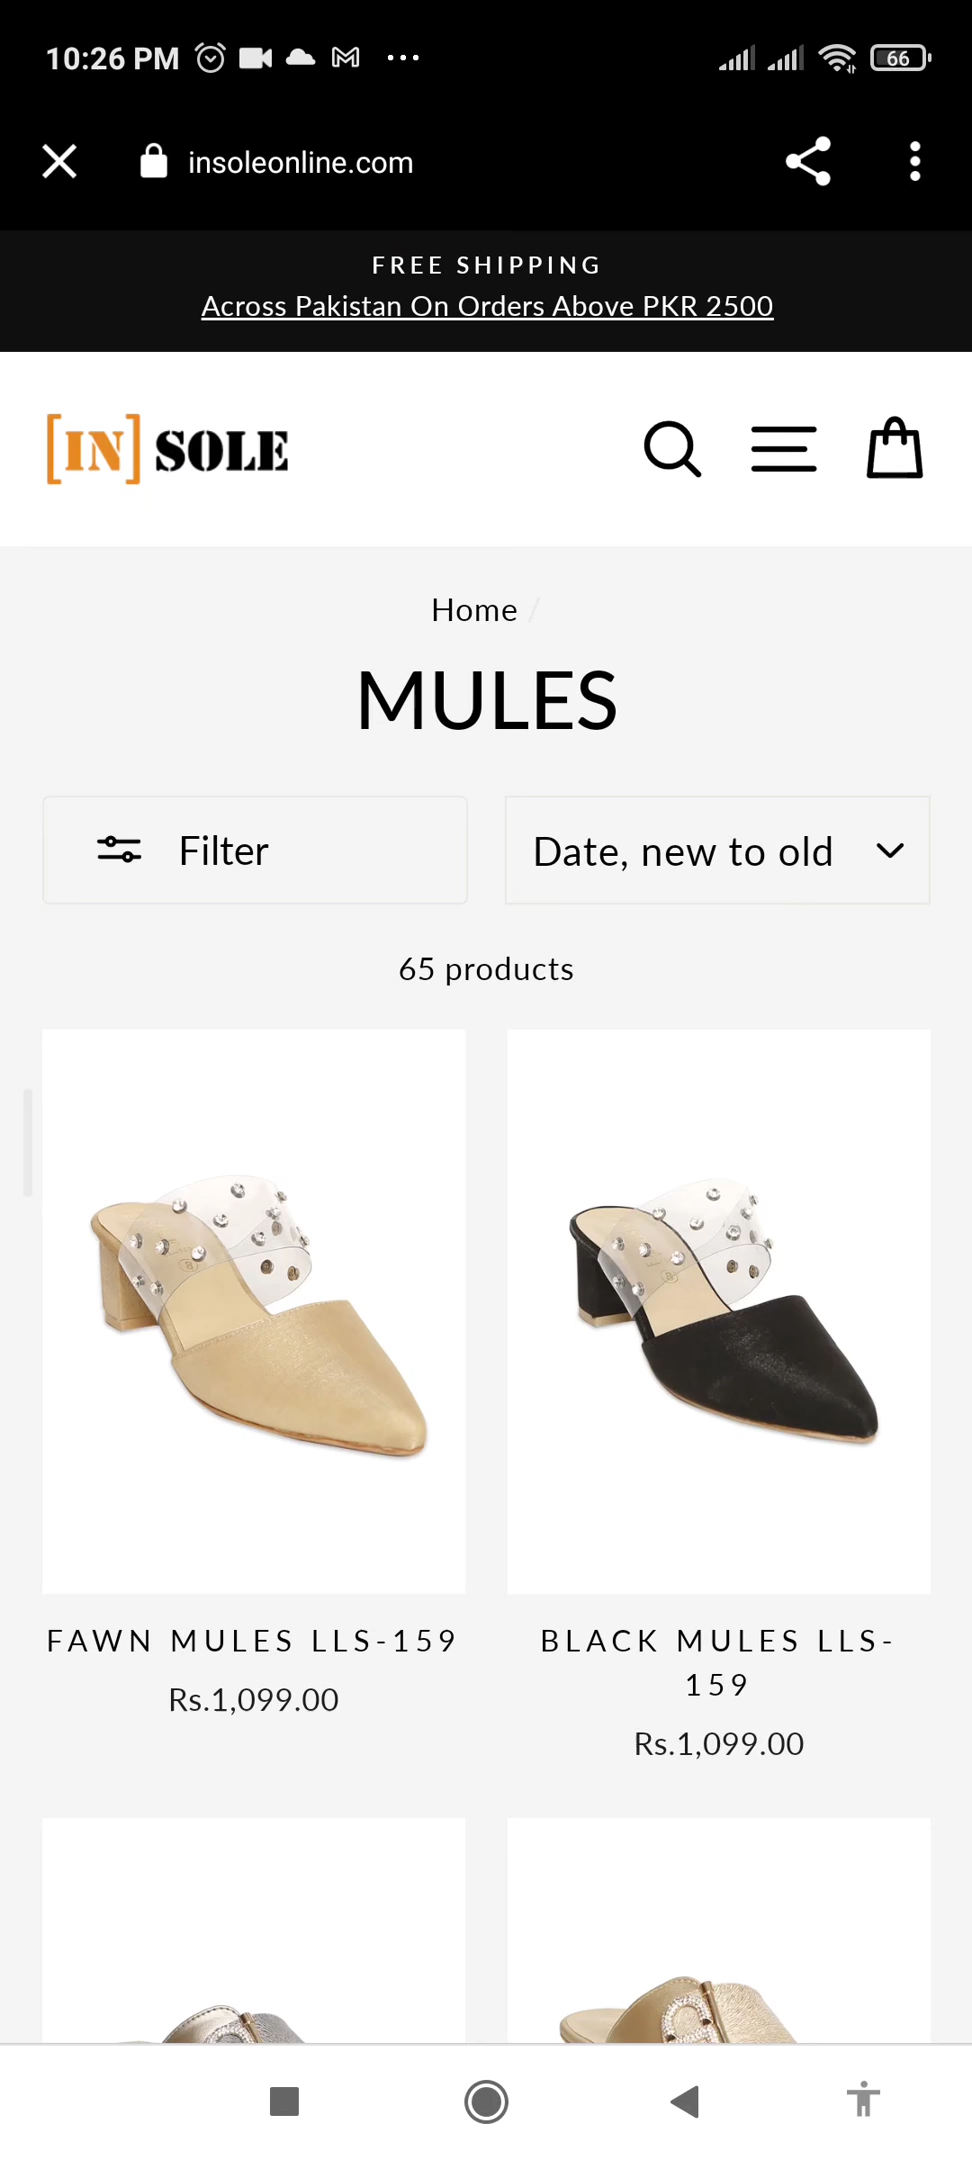 10:26 PM
66
insoleonline.com
FREE SHIPPING
Across Pakistan On Orders Above PKR 2500
[IN] SOLE
Home /
MULES
Filter
Date, new to old
65 products
FAWN MULES LLS-159
Rs.1,099.00
BLACK MULES LLS-
159
Rs.1,099.00